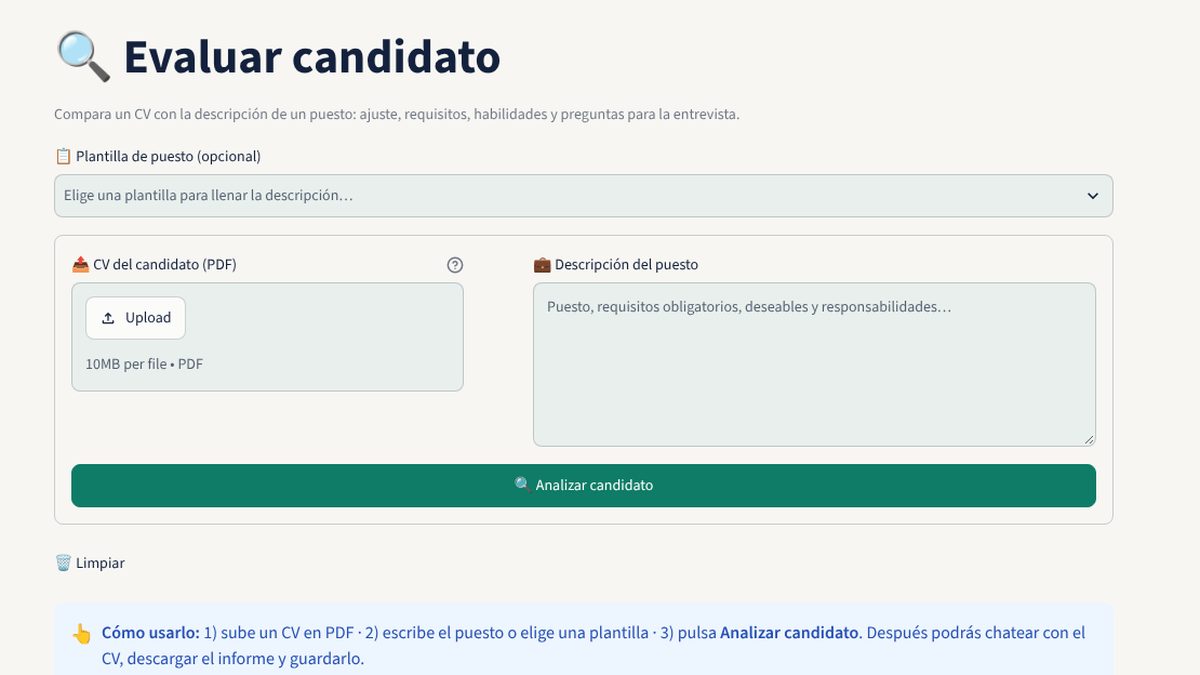 🔍 Evaluar candidato
Compara un CV con la descripción de un puesto: ajuste, requisitos, habilidades y preguntas para la entrevista.
📋 Plantilla de puesto (opcional)
Elige una plantilla para llenar la descripción…
📤 CV del candidato (PDF)
Upload
10MB per file • PDF
💼 Descripción del puesto
Puesto, requisitos obligatorios, deseables y responsabilidades…
🔍 Analizar candidato
🗑️ Limpiar
👆 Cómo usarlo: 1) sube un CV en PDF · 2) escribe el puesto o elige una plantilla · 3) pulsa Analizar candidato. Después podrás chatear con el
CV, descargar el informe y guardarlo.